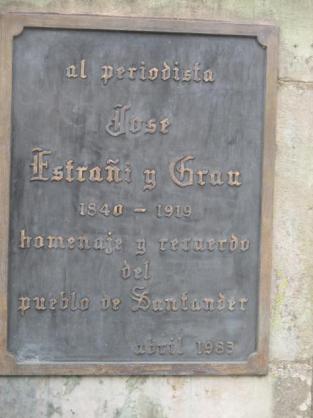 al periodista
Jose
Estrañi y Grau
1840 - 1919
homenaje y recuerdo
del
pueblo de Santander
abril 1983